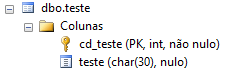 dbo.teste
Colunas
cd_teste (PK, int, não nulo)
teste (char(30), nulo)